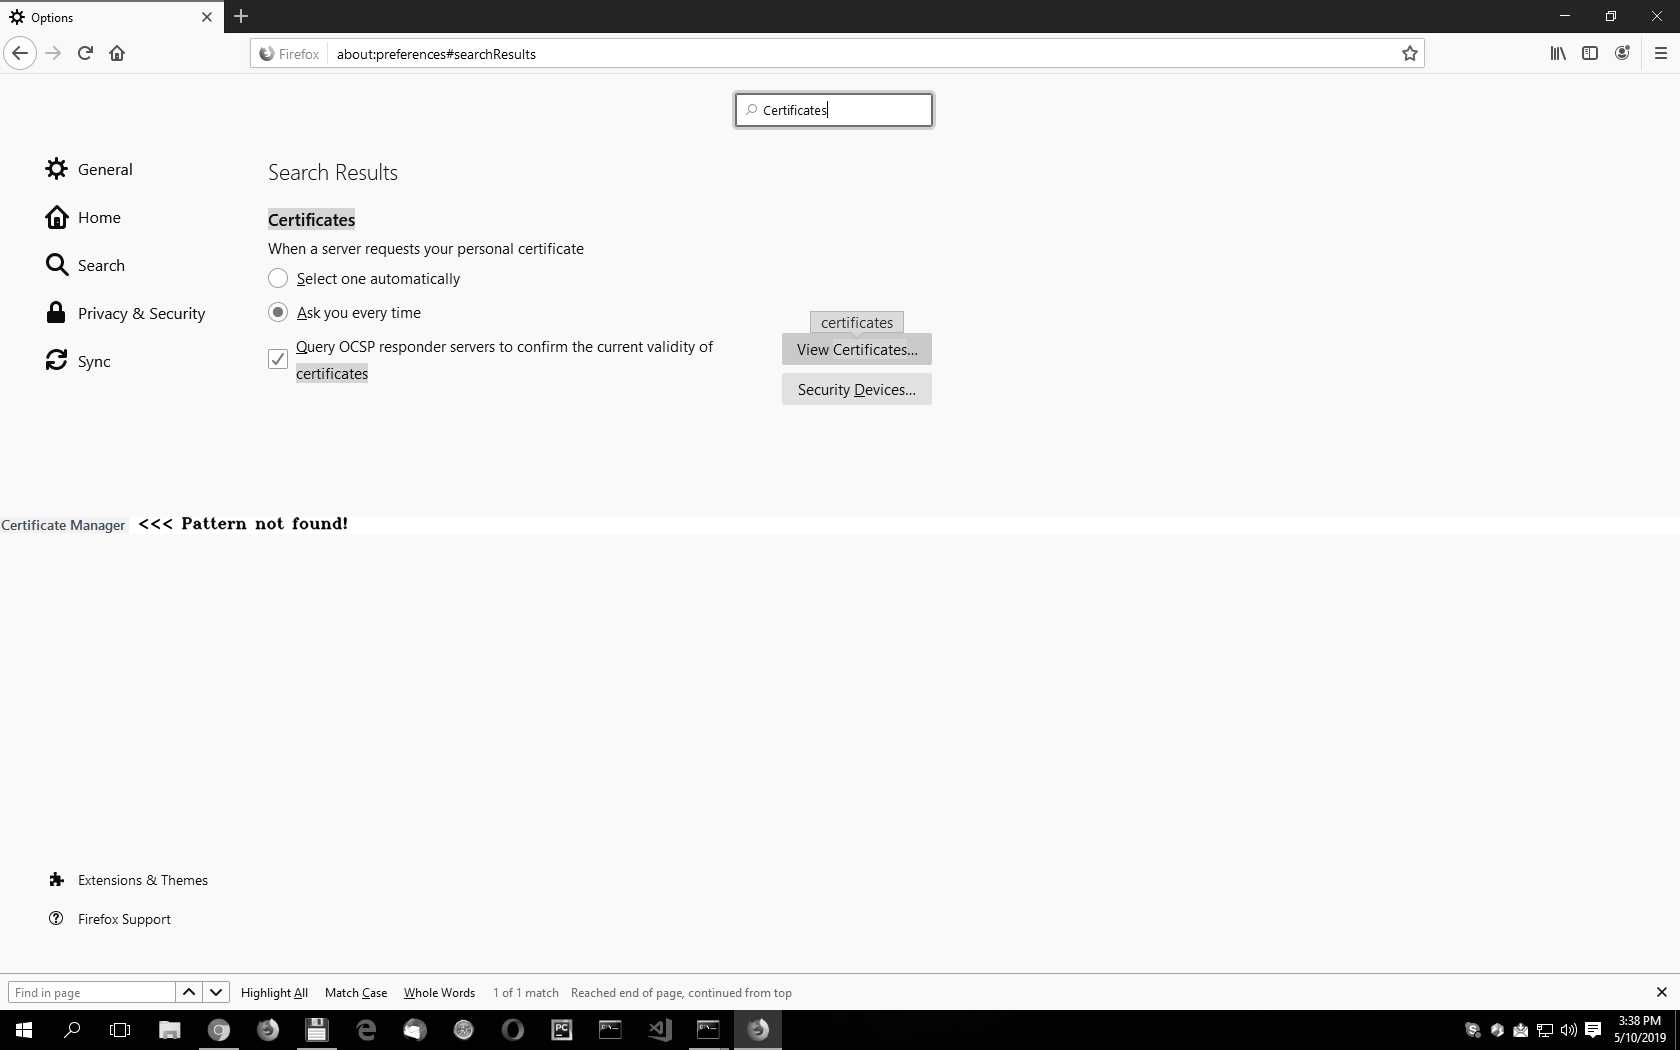 Options
Firefox
about:preferences#searchResults
Certificates
General
Home
Search
Privacy & Security
Sync
Search Results
Certificates
When a server requests your personal certificate
Select one automatically
Ask you every time
Query OCSP responder servers to confirm the current validity of
certificates
certificates
View Certificates...
Security Devices...
Certificate Manager <<< Pattern not found!
Extensions & Themes
Firefox Support
Find in page
Highlight All
Match Case
Whole Words
1 of 1 match
Reached end of page, continued from top
PC
3:38 PM
5/10/2019